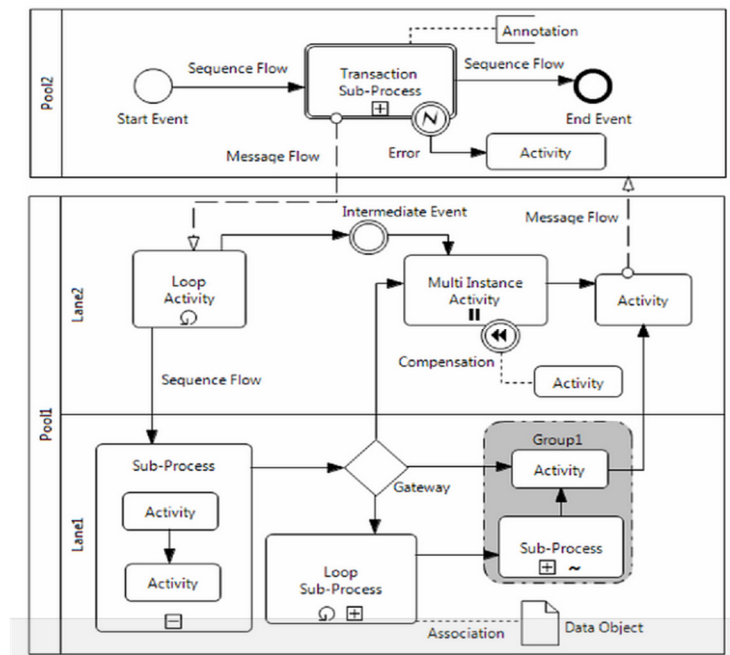 Pool2
Annotation
Sequence Flow
Transaction
Sub-Process
Sequence Flow
Start Event
End Event
Message Flow
Error
Activity
Pool1
Lane2
Intermediate Event
Message Flow
Loop
Activity
Multi Instance
Activity
Activity
Compensation
Activity
Sequence Flow
Lane1
Sub-Process
Activity
Activity
Gateway
Group1
Activity
Sub-Process
Loop
Sub-Process
Association
Data Object